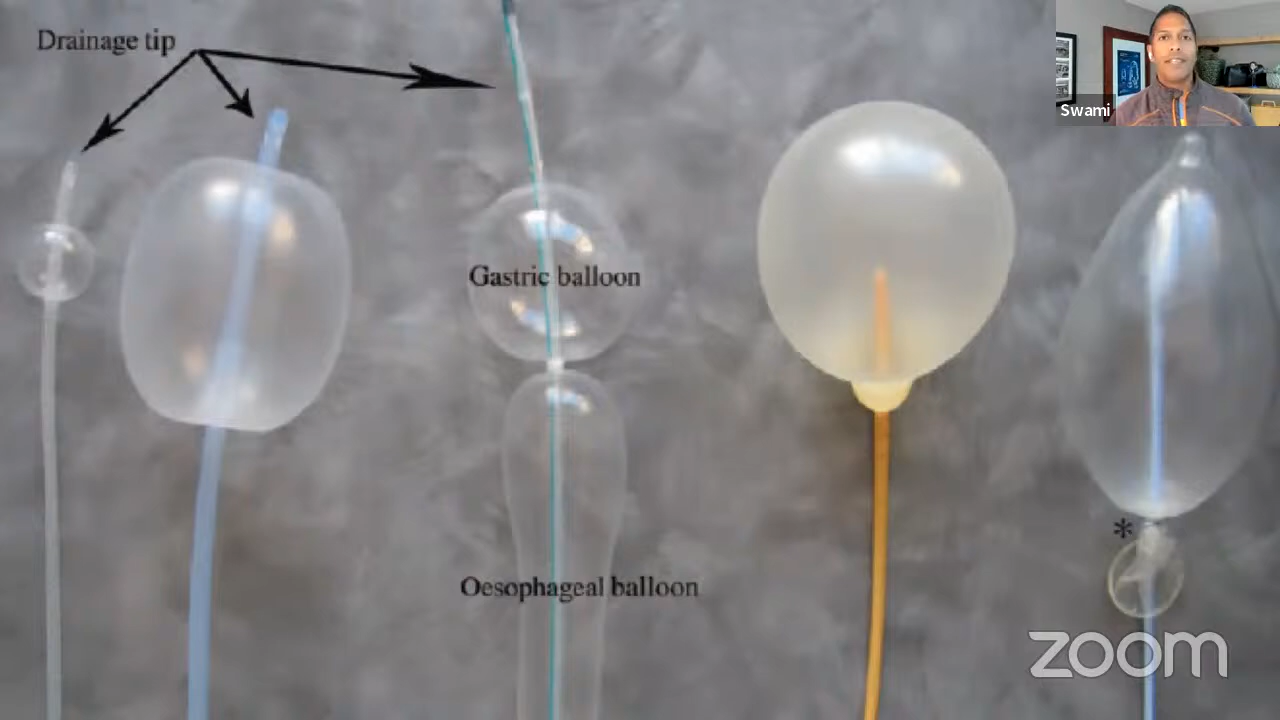 Drainage tip
Swami
Gastric balloon
*
Oesophageal balloon
zoom